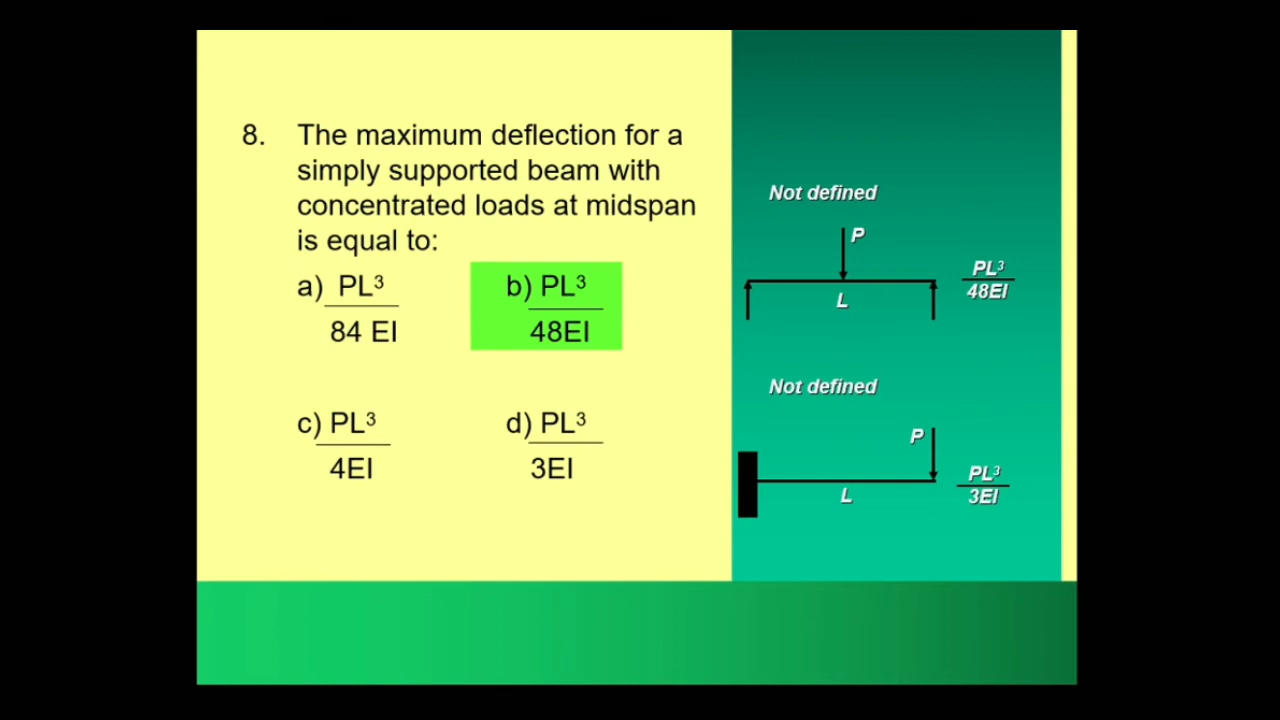 8. The maximum deflection for a
simply supported beam with
concentrated loads at midspan
is equal to:
a) PL³
84 EI
b) PL³
48EI
c) PL³
4EI
d) PL³
3EI
Not defined
P
L
PL³
48EI
Not defined
P
L
PL³
3EI